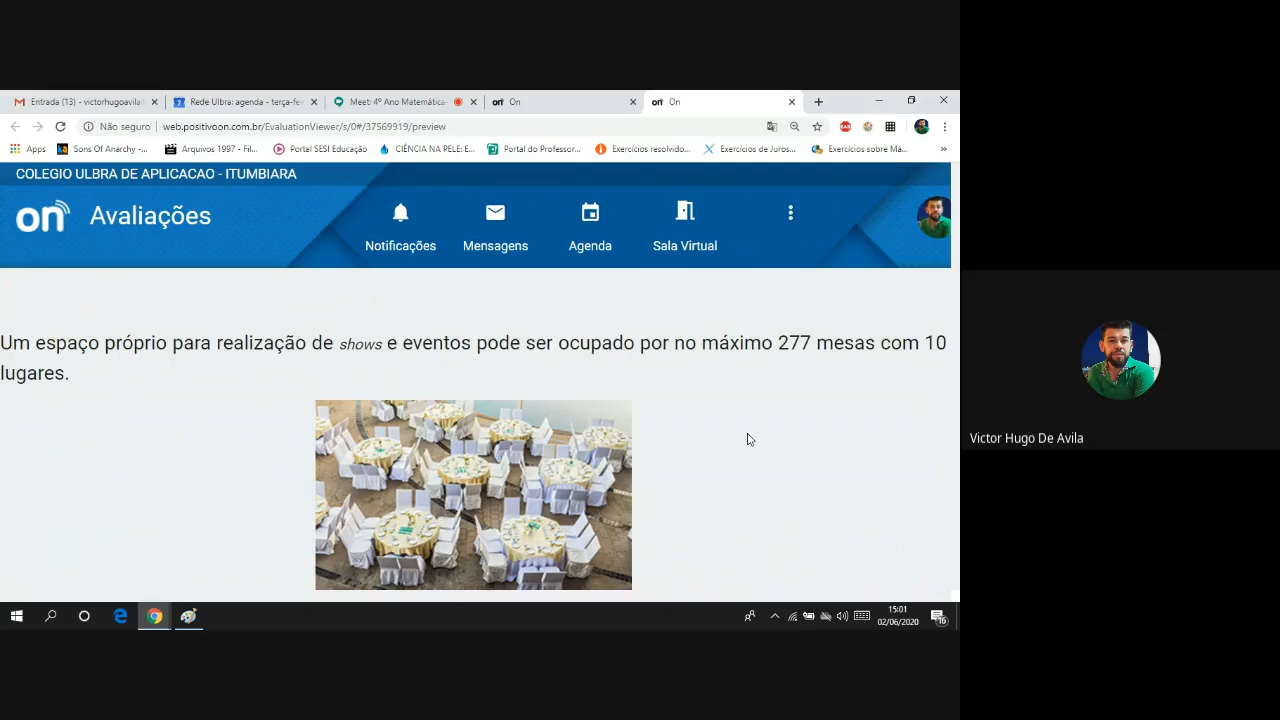 Entrada (13) - victorhugoavila
Rede Ulbra: agenda - terça-fe
Meet: 4º Ano Matemática
On
On
Não seguro
web.positivoon.com.br/EvaluationViewer/s/0#/37569919/preview
Apps
Sons Of Anarchy -...
Arquivos 1997 - Fil...
Portal SESI Educação
CIÊNCIA NA PELE: E...
Portal do Professor...
Exercícios resolvido...
Exercícios de Juros...
Exercícios sobre Má...
COLEGIO ULBRA DE APLICACAO - ITUMBIARA
on
Avaliações
Notificações
Mensagens
Agenda
Sala Virtual
Um espaço próprio para realização de shows e eventos pode ser ocupado por no máximo 277 mesas com 10
lugares.
15:01
02/06/2020
16
Victor Hugo De Avila